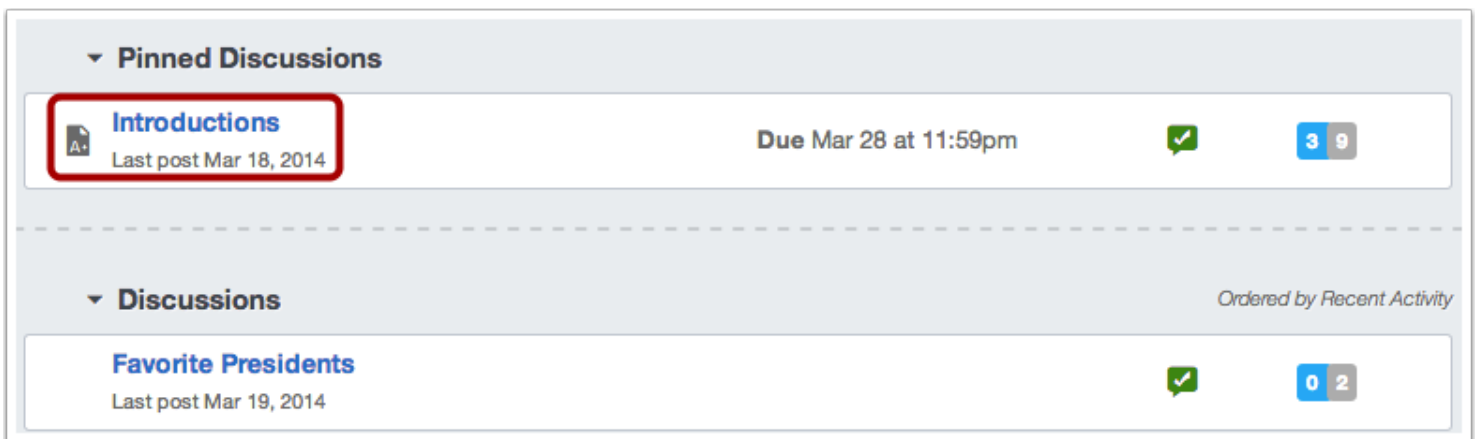 Pinned Discussions
Introductions
A+
Last post Mar 18, 2014
Due Mar 28 at 11:59pm
3 9
Discussions
Ordered by Recent Activity
Favorite Presidents
Last post Mar 19, 2014
0 2